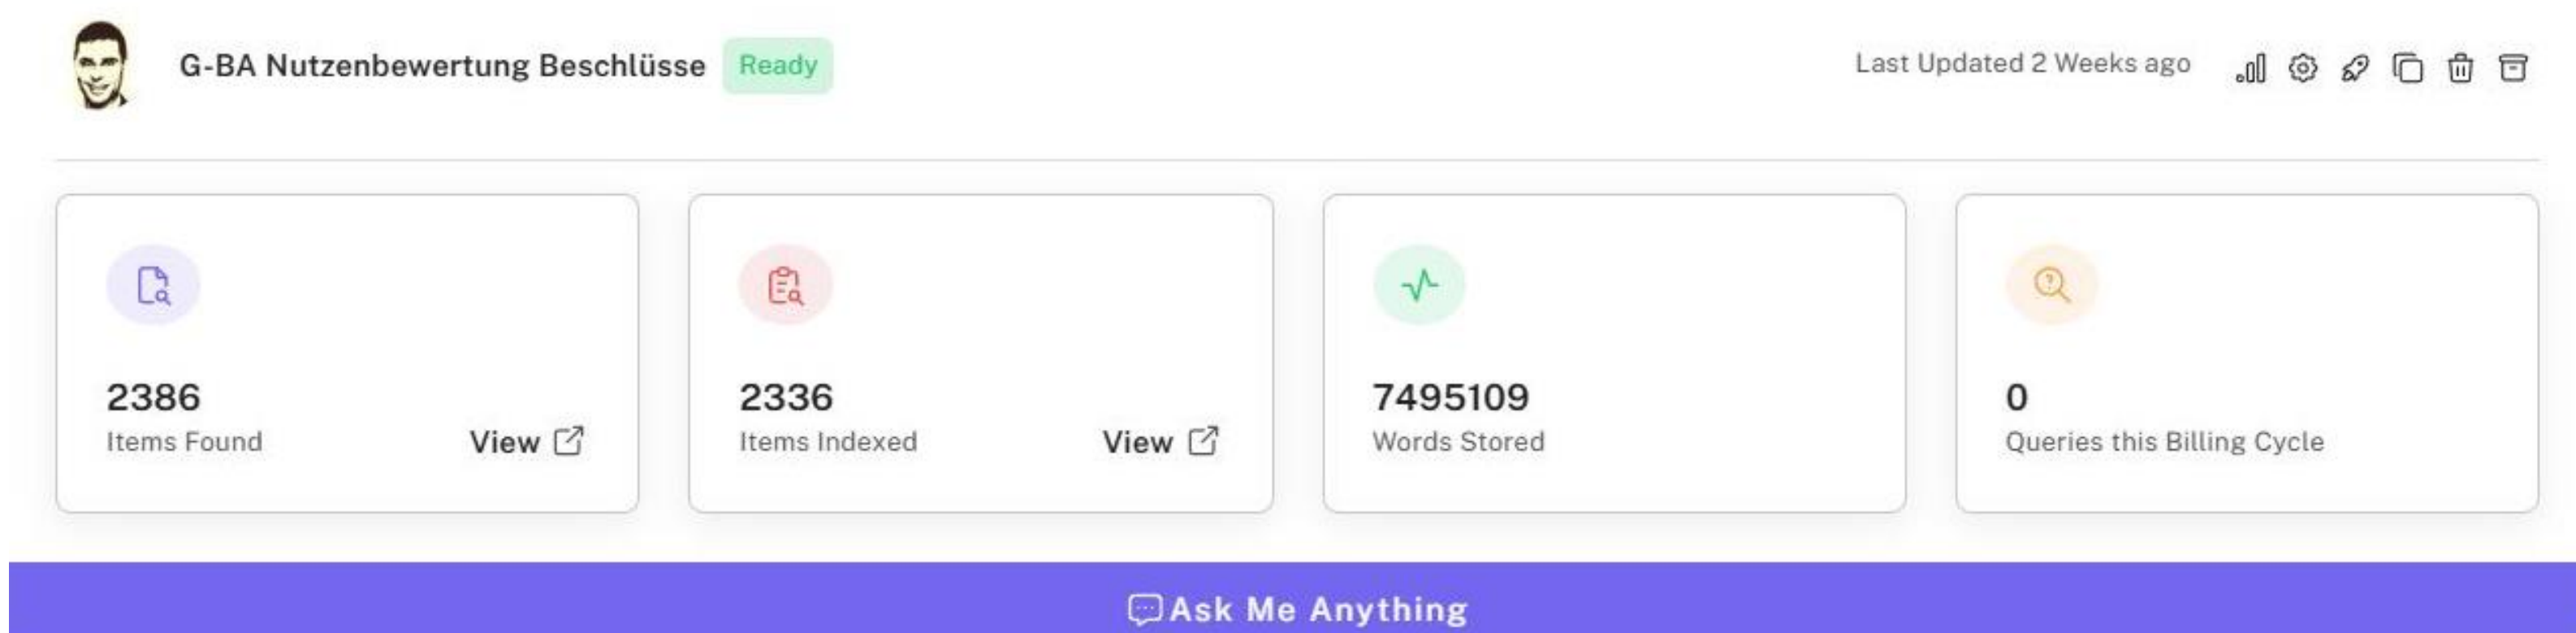 G-BA Nutzenbewertung Beschlüsse Ready Last Updated 2 Weeks ago
2386
Items Found View
2336
Items Indexed View
7495109
Words Stored
0
Queries this Billing Cycle
Ask Me Anything